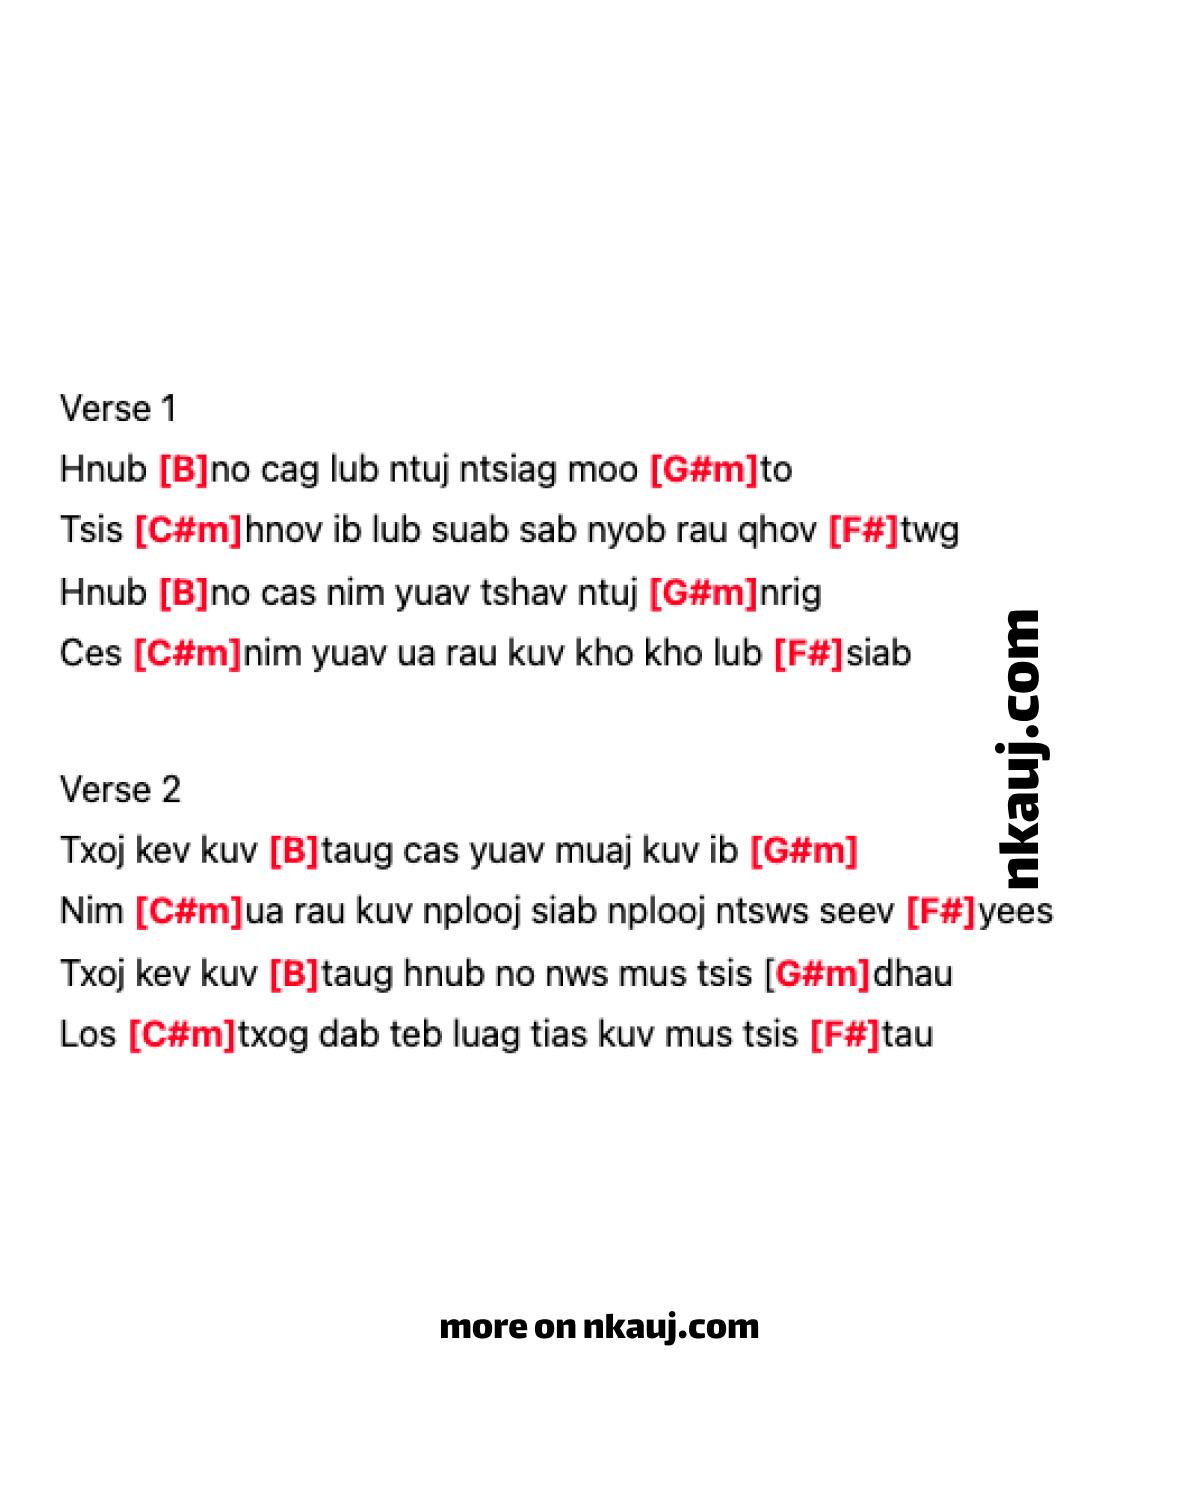 Verse 1
Hnub [B]no cag lub ntuj ntsiag moo [G#m]to
Tsis [C#m]hnov ib lub suab sab nyob rau qhov [F#]twg
Hnub [B]no cas nim yuav tshav ntuj [G#m]nrig
Ces [C#m]nim yuav ua rau kuv kho kho lub [F#]siab
Verse 2
Txoj kev kuv [B]taug cas yuav muaj kuv ib [G#m]
Nim [C#m]ua rau kuv nplooj siab nplooj ntsws seev [F#]yees
Txoj kev kuv [B]taug hnub no nws mus tsis [G#m]dhau
Los [C#m]txog dab teb luag tias kuv mus tsis [F#]tau
nkauj.com
more on nkauj.com